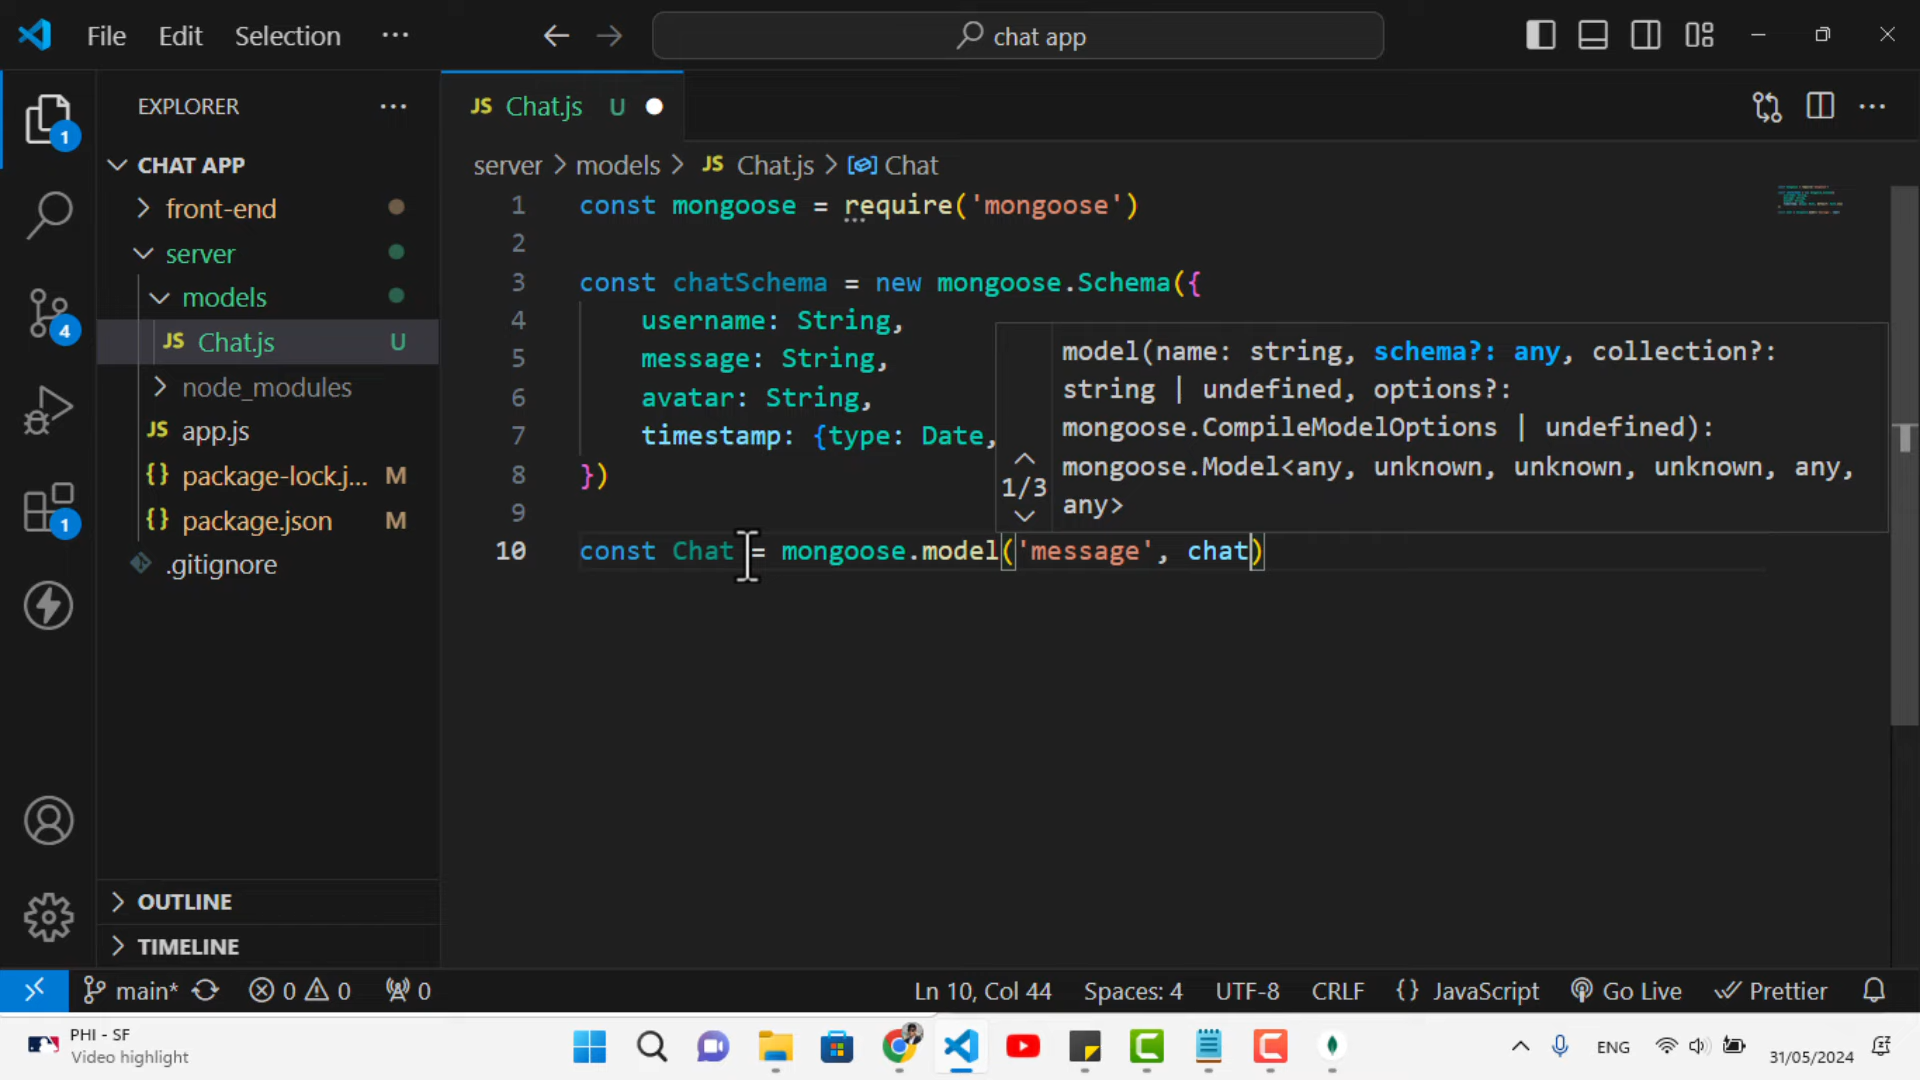 File Edit Selection ···
chat app
EXPLORER ···
CHAT APP
front-end
server
models
JS Chat.js U
node_modules
JS app.js
{} package-lock.j... M
{} package.json M
.gitignore
OUTLINE
TIMELINE
1
4
1
JS Chat.js U
···
server > models > JS Chat.js > Chat
1 const mongoose = require('mongoose')
2
3 const chatSchema = new mongoose.Schema({
4 username: String,
5 message: String,
6 avatar: String,
7 timestamp: {type: Date,
8 })
9
10 const Chat = mongoose.model('message', chat)
model(name: string, schema?: any, collection?:
string | undefined, options?:
mongoose.CompileModelOptions | undefined):
mongoose.Model<any, unknown, unknown, unknown, any,
any>
1/3
main* 0 0 0 Ln 10, Col 44 Spaces: 4 UTF-8 CRLF {} JavaScript Go Live Prettier
PHI - SF
Video highlight
ENG
31/05/2024